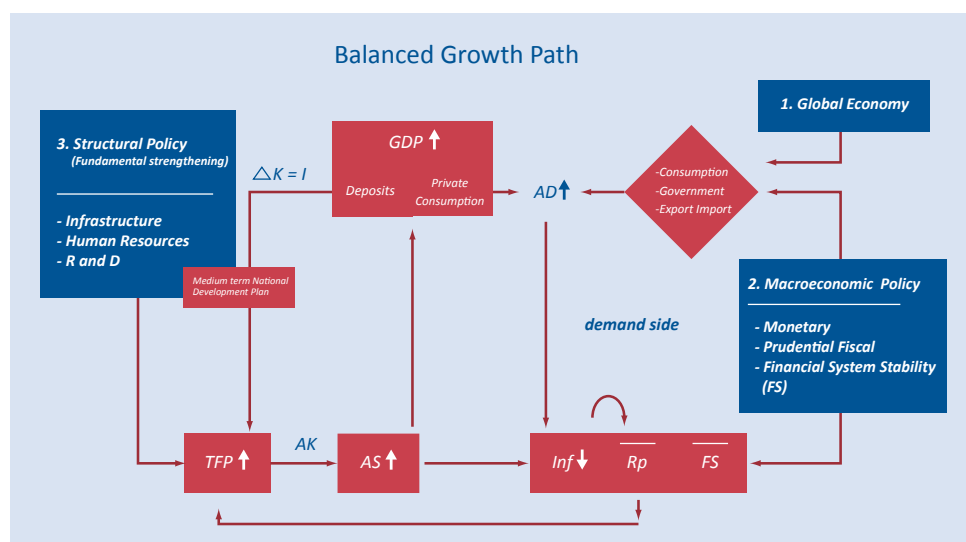 Balanced Growth Path
1. Global Economy
3. Structural Policy
(Fundamental strengthening)
- Infrastructure
- Human Resources
- R and D
△K = I
GDP
Deposits
Private
Consumption
AD
-Consumption
-Government
-Export Import
Medium term National
Development Plan
2. Macroeconomic Policy
- Monetary
- Prudential Fiscal
- Financial System Stability
(FS)
demand side
TFP
AK
AS
Inf
Rp
FS